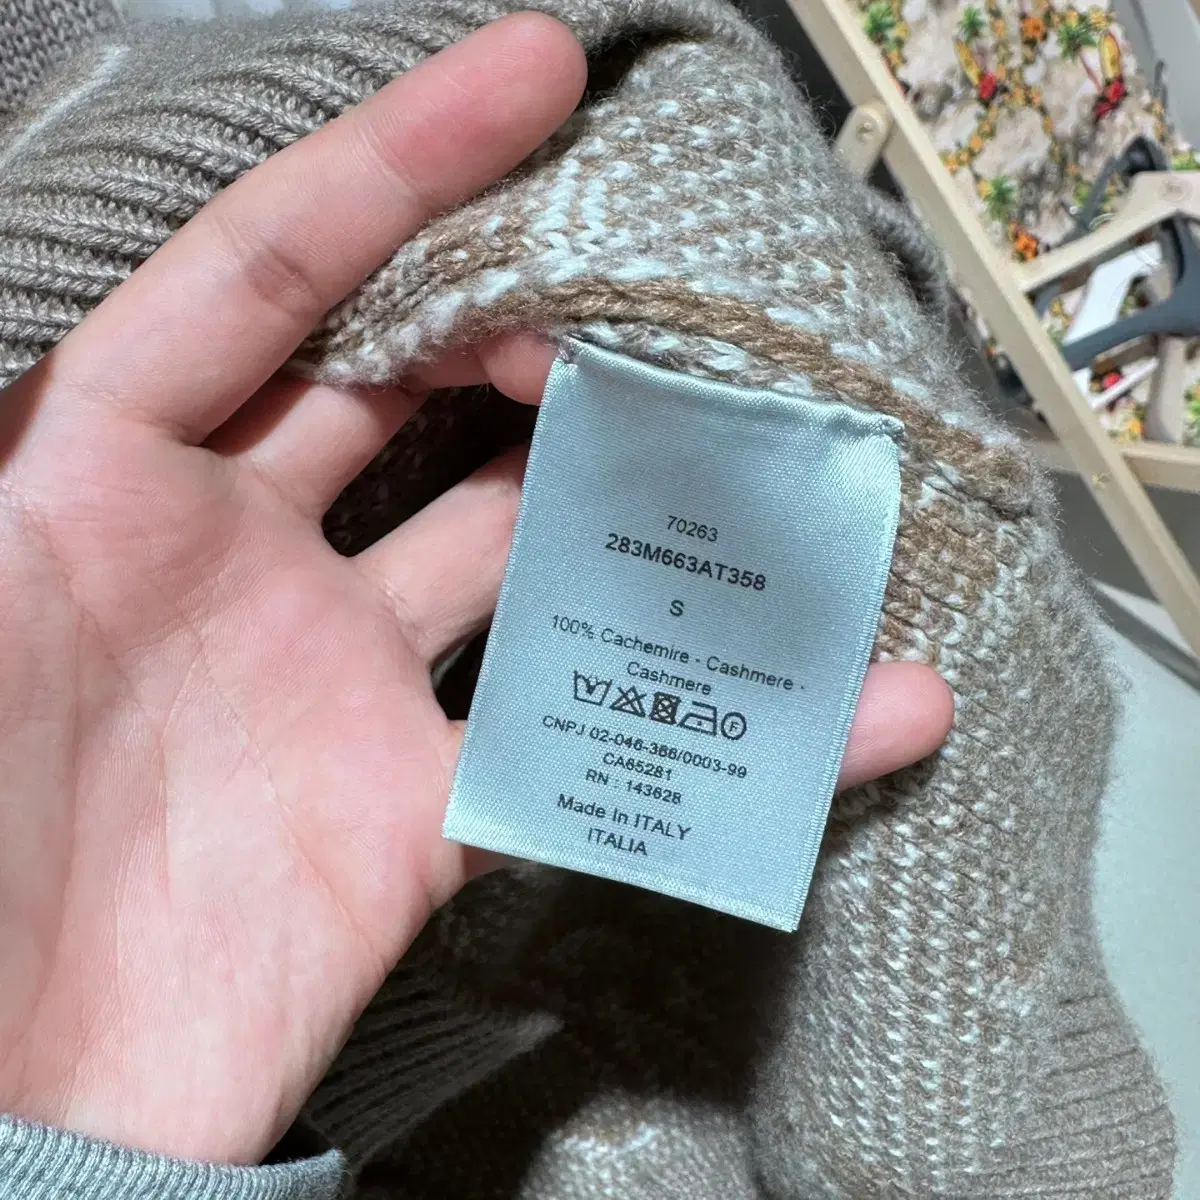 70263
283M663AT358
S
100% Cachemire - Cashmere -
Cashmere
F
CNPJ 02-046-366/0003-99
CA65281
RN : 143628
Made In ITALY
ITALIA